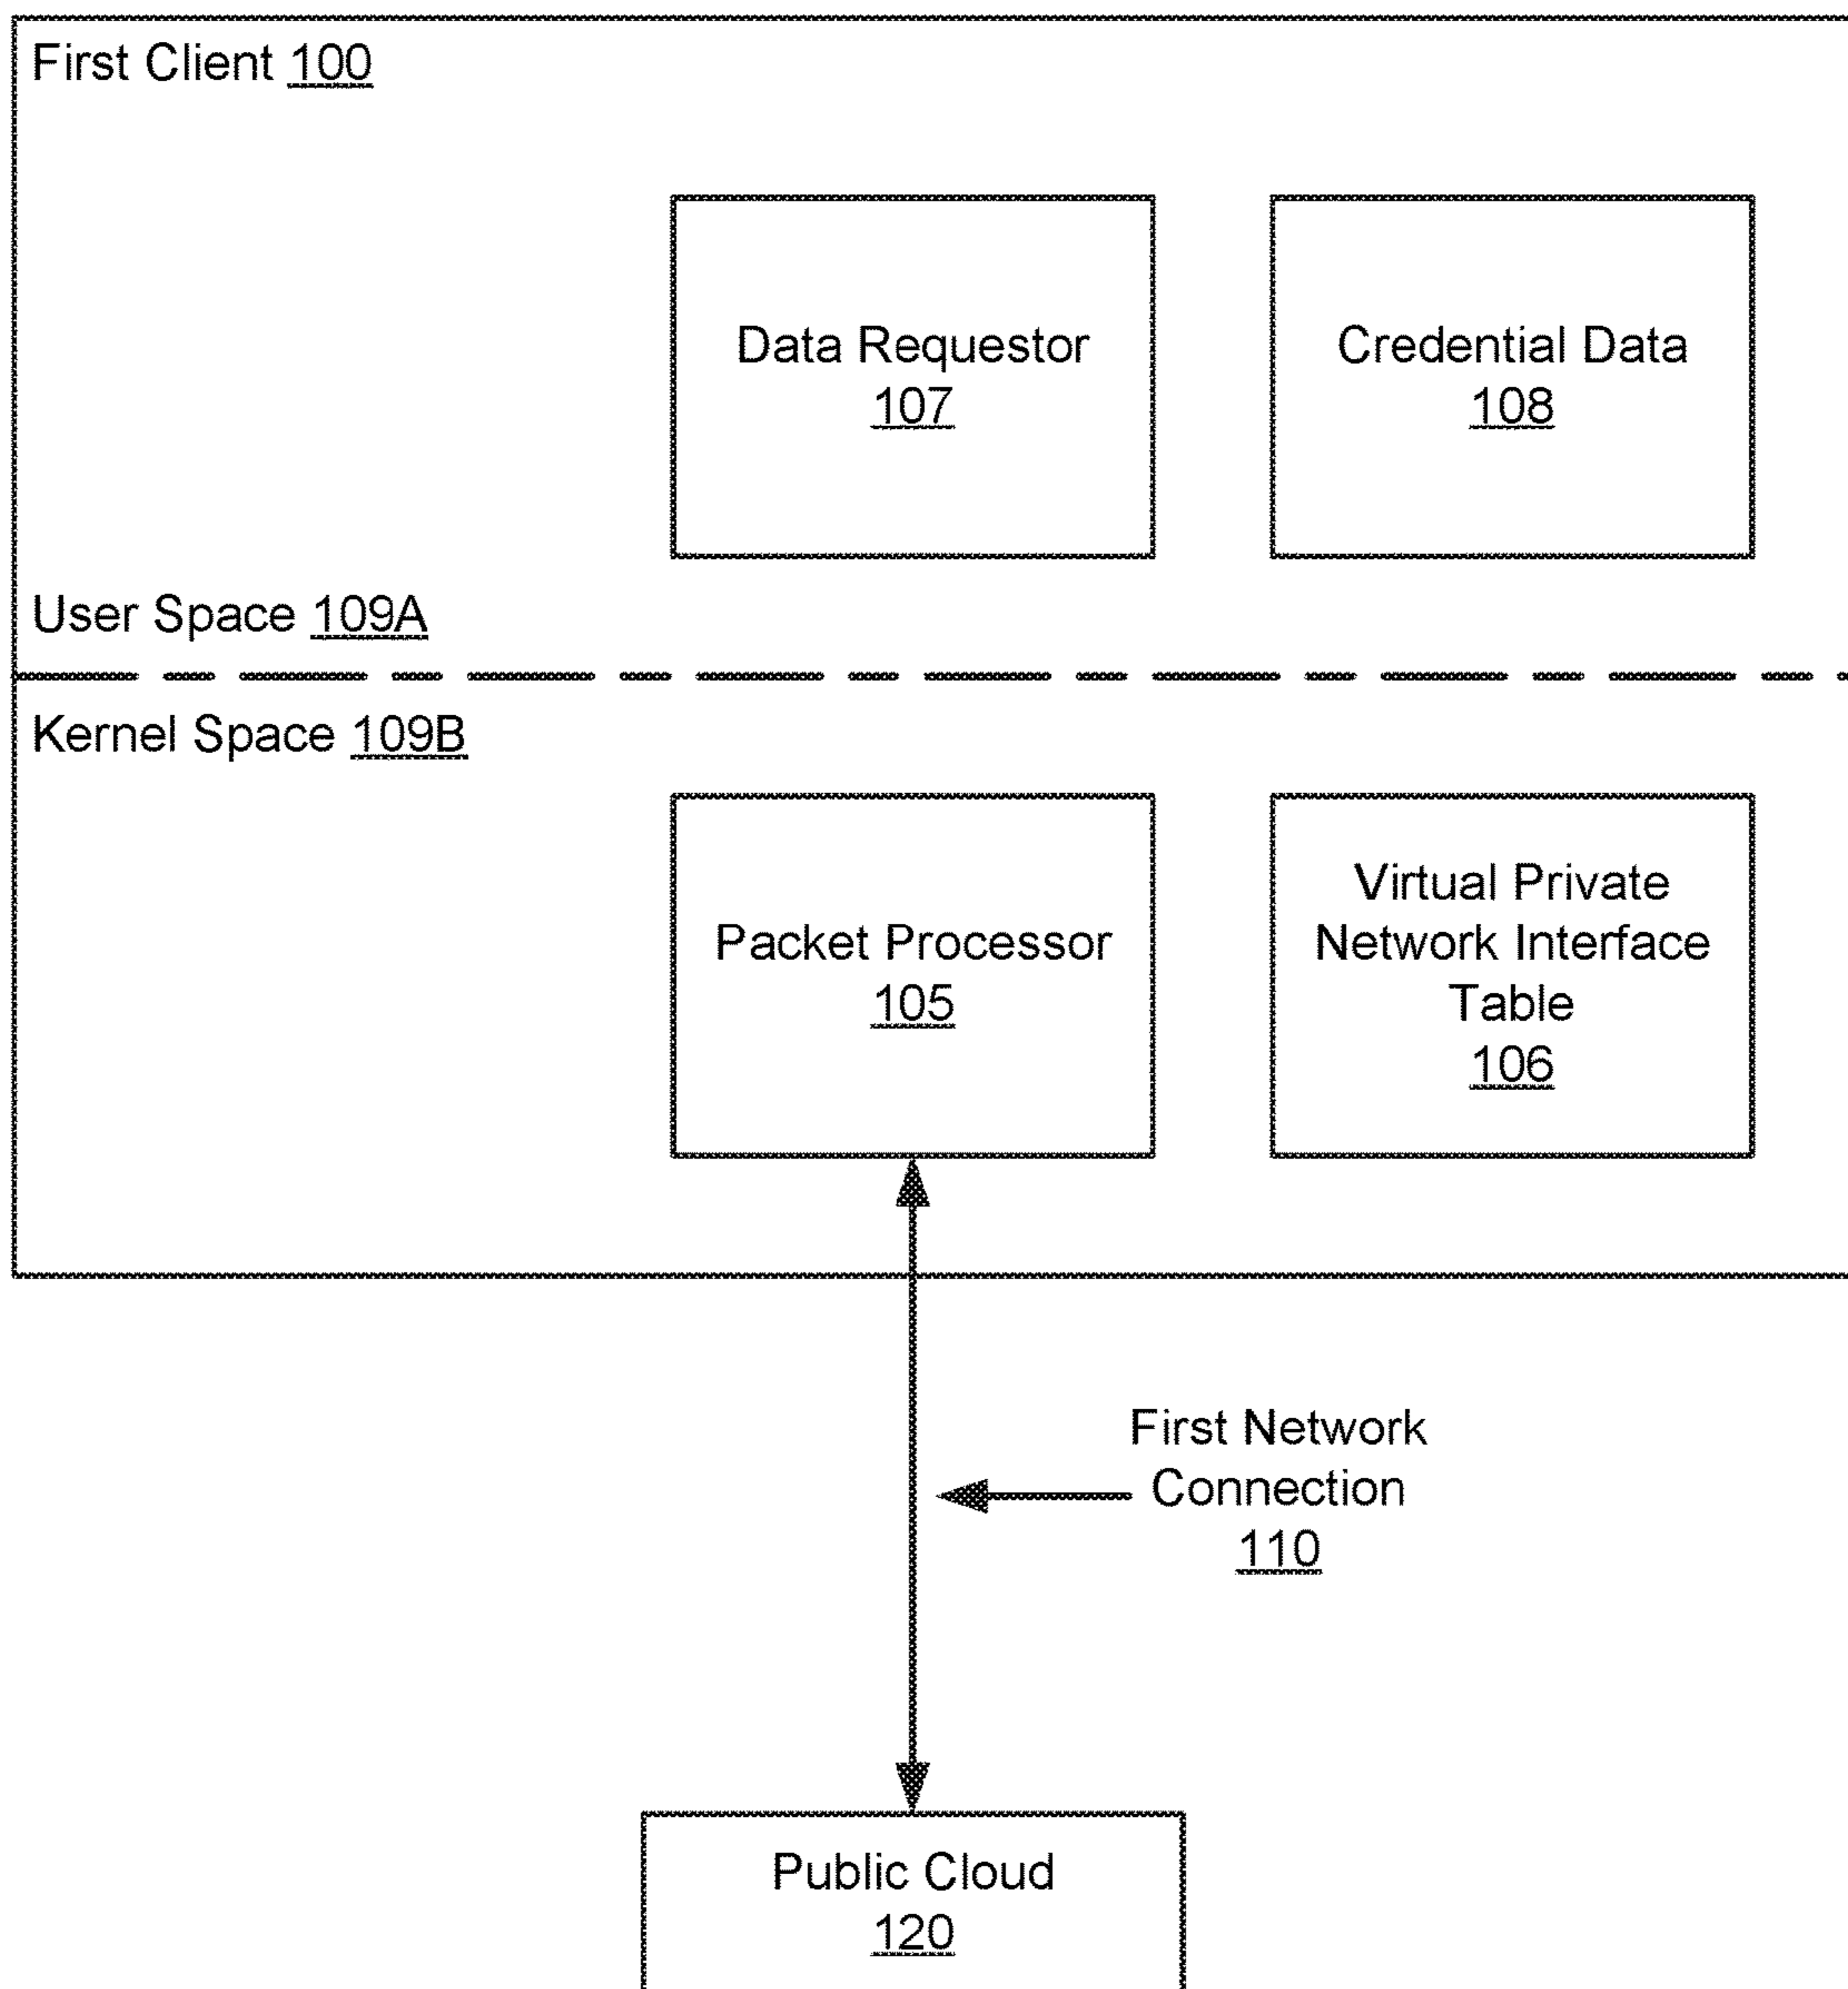 First Client 100
Data Requestor
107
Credential Data
108
User Space 109A
Kernel Space 109B
Packet Processor
105
Virtual Private
Network Interface
Table
106
First Network
Connection
110
Public Cloud
120